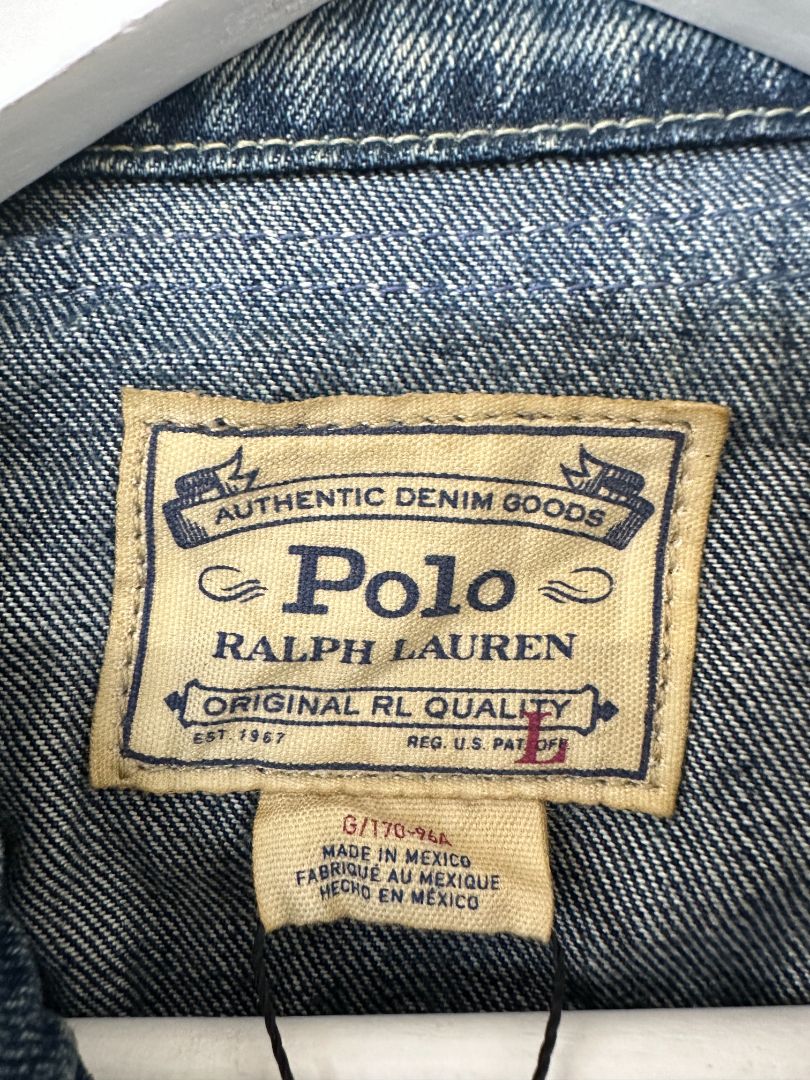 AUTHENTIC DENIM GOODS
Polo
RALPH LAUREN
ORIGINAL RL QUALITY
EST. 1967 REG. U.S. PAT. OFF.
L
G/170-96A
MADE IN MEXICO
FABRIQUÉ AU MEXIQUE
HECHO EN MÉXICO